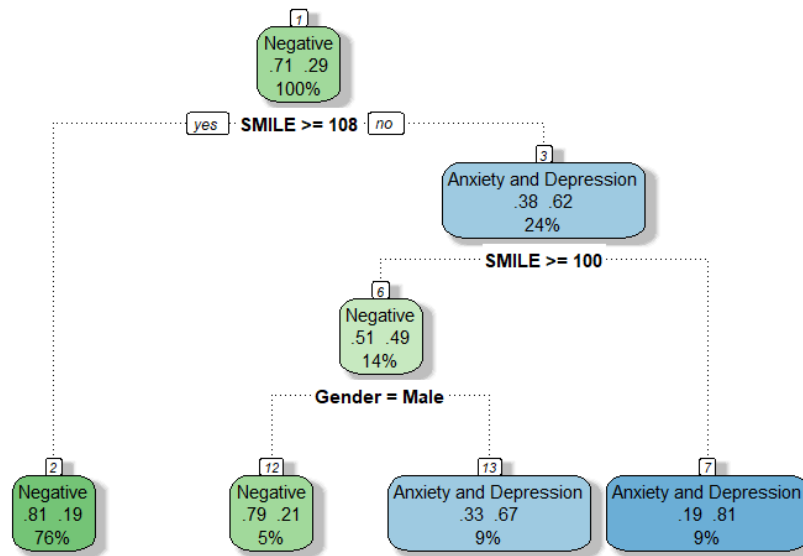 1
Negative
.71 .29
100%
yes SMILE >= 108 no
3
Anxiety and Depression
.38 .62
24%
SMILE >= 100
6
Negative
.51 .49
14%
Gender = Male
2
Negative
.81 .19
76%
12
Negative
.79 .21
5%
13
Anxiety and Depression
.33 .67
9%
7
Anxiety and Depression
.19 .81
9%